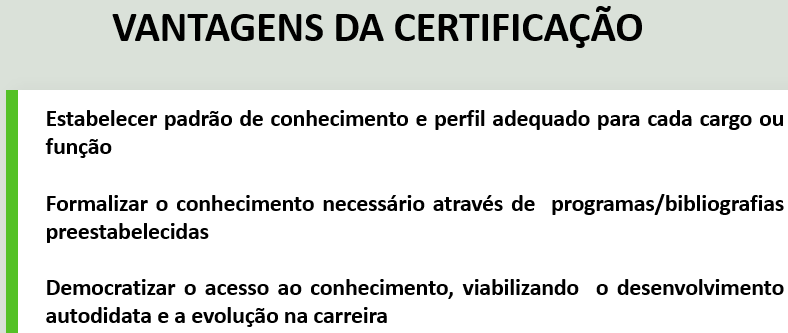 VANTAGENS DA CERTIFICAÇÃO
Estabelecer padrão de conhecimento e perfil adequado para cada cargo ou
função
Formalizar o conhecimento necessário através de programas/bibliografias
preestabelecidas
Democratizar o acesso ao conhecimento, viabilizando o desenvolvimento
autodidata e a evolução na carreira